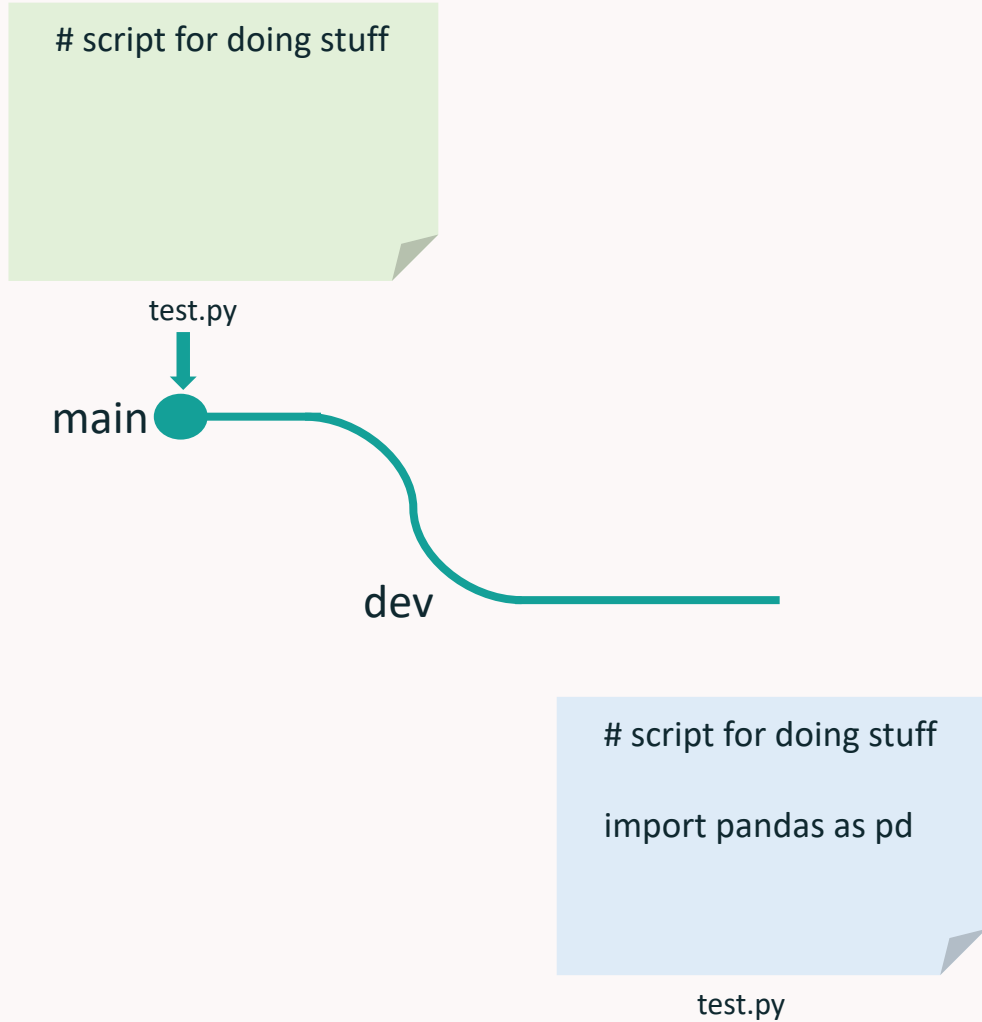 # script for doing stuff
test.py
main
dev
# script for doing stuff
import pandas as pd
test.py